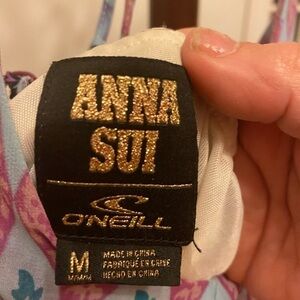 ANNA
SUI
O'NEILL
M
M/M/M
MADE IN CHINA
FABRIQUÉ EN CHINE
HECHO EN CHINA